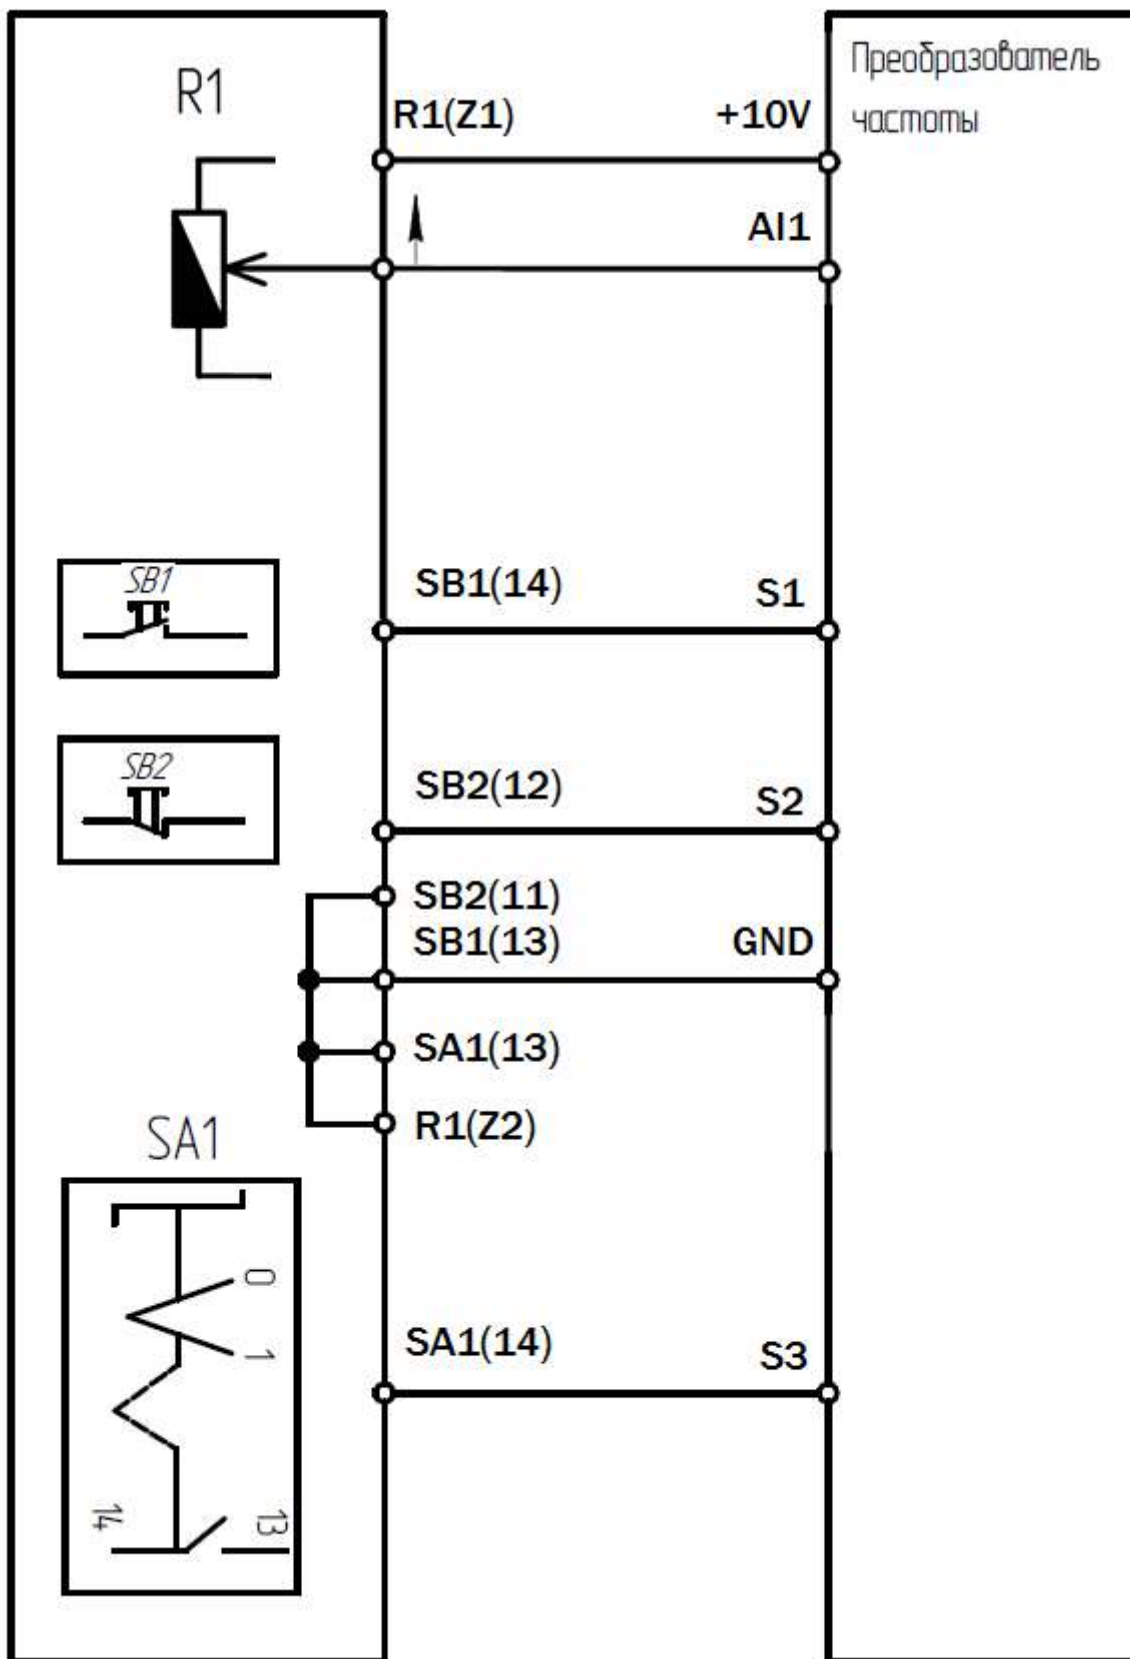 R1
R1(Z1)
+10V
Преобразователь
частоты
AI1
SB1
SB1(14)
S1
SB2
SB2(12)
S2
SB2(11)
SB1(13)
GND
SA1(13)
R1(Z2)
SA1
0
1
14
13
SA1(14)
S3